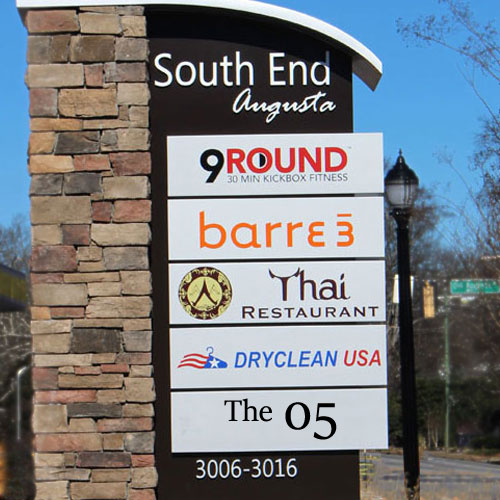 South End
Augusta
9ROUND
30 MIN KICKBOX FITNESS
barre3
Thai
RESTAURANT
DRYCLEAN USA
The 05
3006-3016